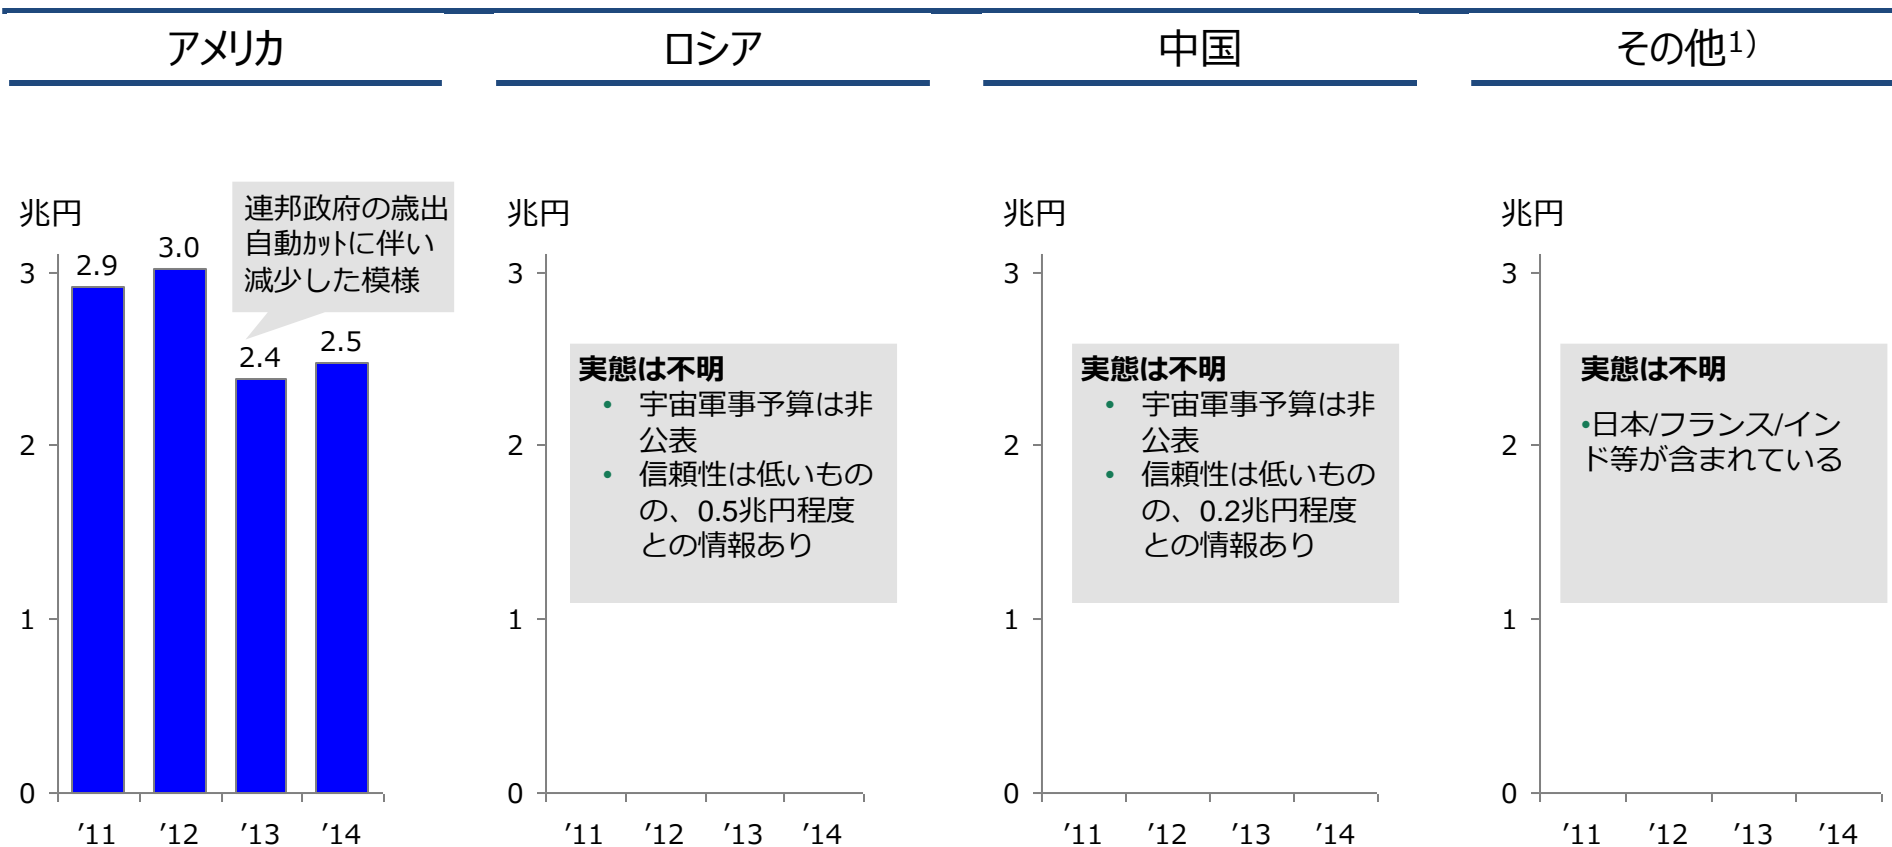 アメリカ
ロシア
中国
その他1)
兆円
連邦政府の歳出
自動ｶｯﾄに伴い
減少した模様
3
2.9
3.0
2.4
2.5
2
1
0
’11 ’12 ’13 ’14
兆円
3
実態は不明
• 宇宙軍事予算は非
公表
• 信頼性は低いもの
の、0.5兆円程度
との情報あり
2
1
0
’11 ’12 ’13 ’14
兆円
3
実態は不明
• 宇宙軍事予算は非
公表
• 信頼性は低いもの
の、0.2兆円程度
との情報あり
2
1
0
’11 ’12 ’13 ’14
兆円
3
実態は不明
•日本/フランス/イン
ド等が含まれている
2
1
0
’11 ’12 ’13 ’14